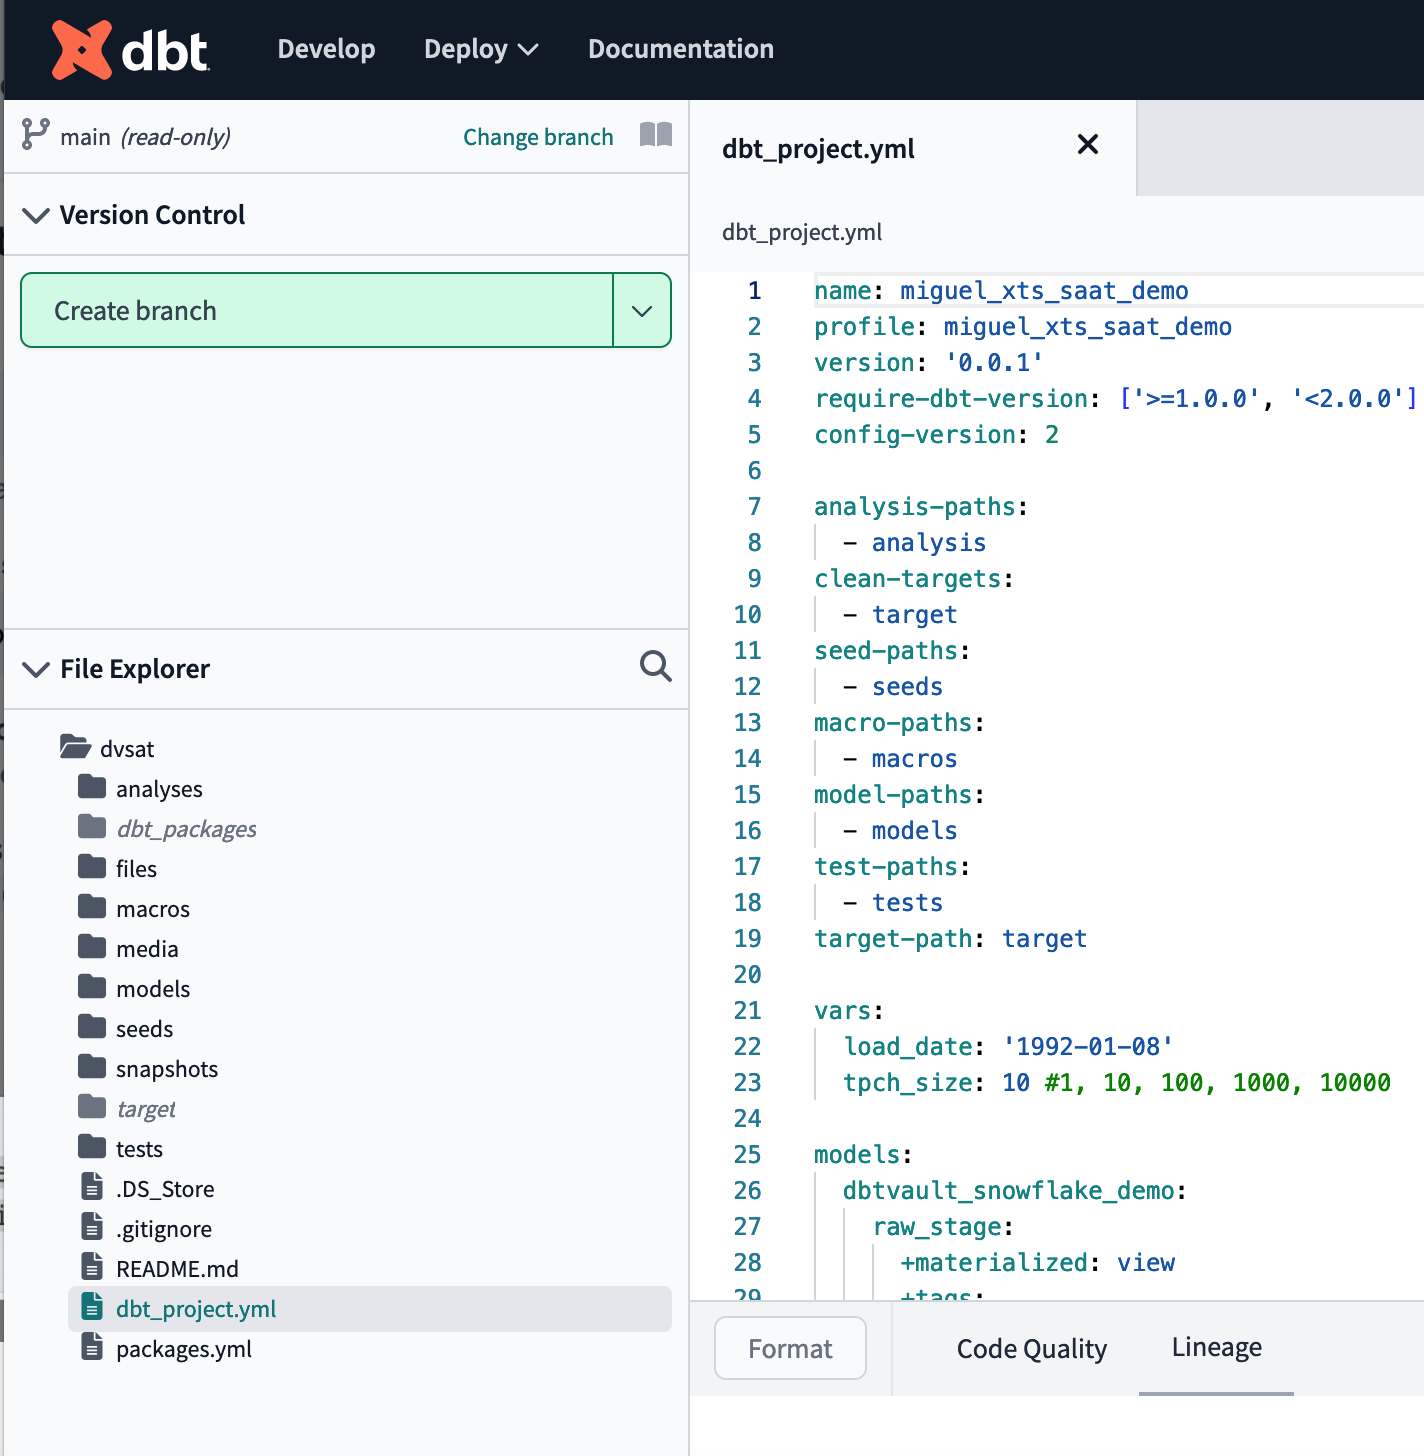 dbt
Develop
Deploy
Documentation
main (read-only)
Change branch
Version Control
Create branch
File Explorer
dvsat
analyses
dbt_packages
files
macros
media
models
seeds
snapshots
target
tests
.DS_Store
.gitignore
README.md
dbt_project.yml
packages.yml
dbt_project.yml
dbt_project.yml
1 name: miguel_xts_saat_demo
2 profile: miguel_xts_saat_demo
3 version: '0.0.1'
4 require-dbt-version: ['>=1.0.0', '<2.0.0']
5 config-version: 2
6
7 analysis-paths:
8 - analysis
9 clean-targets:
10 - target
11 seed-paths:
12 - seeds
13 macro-paths:
14 - macros
15 model-paths:
16 - models
17 test-paths:
18 - tests
19 target-path: target
20
21 vars:
22 load_date: '1992-01-08'
23 tpch_size: 10 #1, 10, 100, 1000, 10000
24
25 models:
26 dbtvault_snowflake_demo:
27 raw_stage:
28 +materialized: view
29 +tags:
Format
Code Quality
Lineage